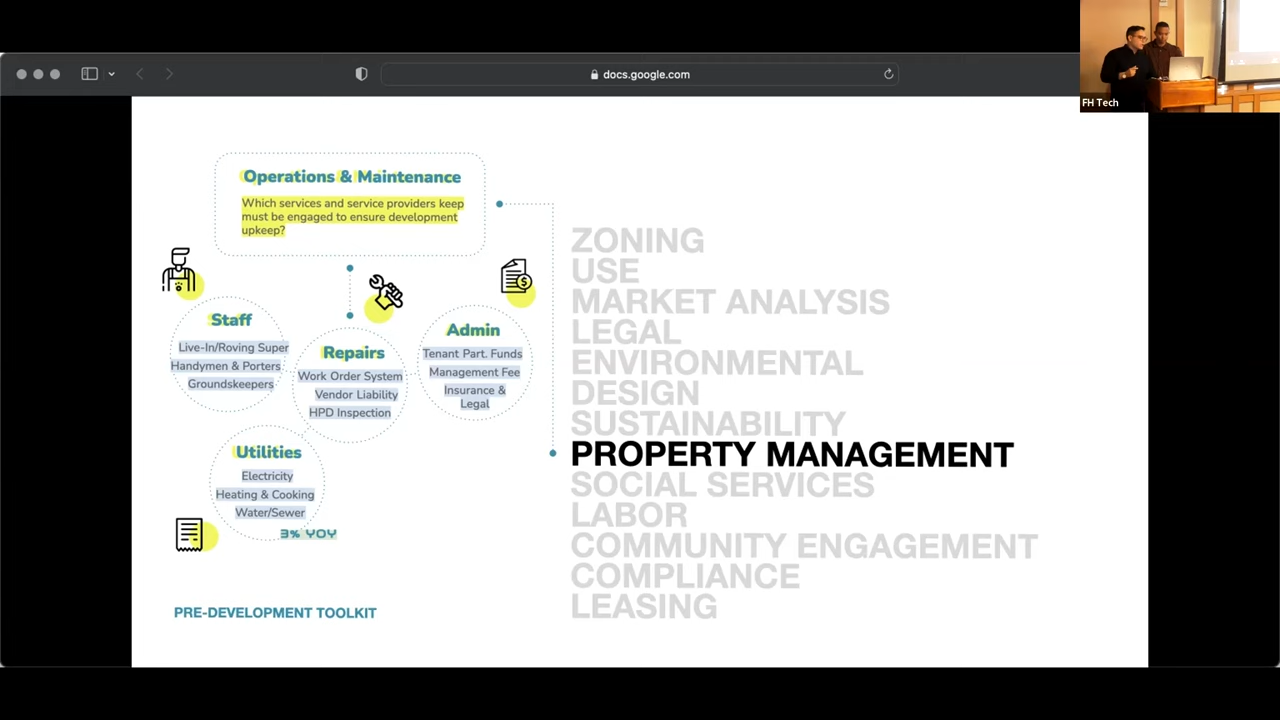 docs.google.com
FH Tech
Operations & Maintenance
Which services and service providers keep
must be engaged to ensure development
upkeep?
Staff
Live-In/Roving Super
Handymen & Porters
Groundskeepers
Repairs
Work Order System
Vendor Liability
HPD Inspection
Admin
Tenant Part. Funds
Management Fee
Insurance &
Legal
Utilities
Electricity
Heating & Cooking
Water/Sewer
3% YOY
PRE-DEVELOPMENT TOOLKIT
ZONING
USE
MARKET ANALYSIS
LEGAL
ENVIRONMENTAL
DESIGN
SUSTAINABILITY
PROPERTY MANAGEMENT
SOCIAL SERVICES
LABOR
COMMUNITY ENGAGEMENT
COMPLIANCE
LEASING